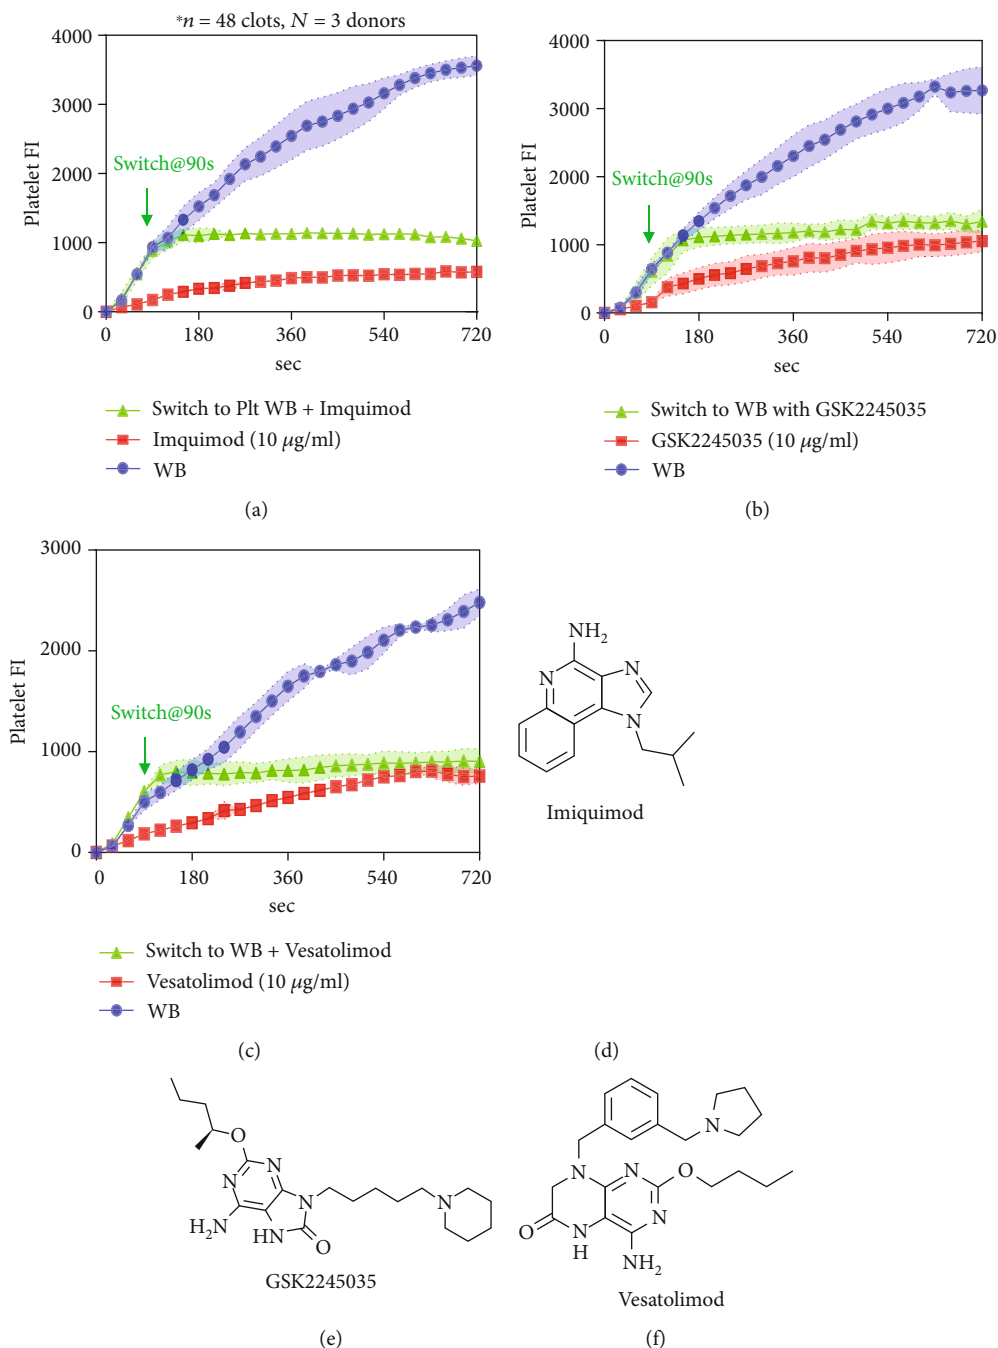 *n = 48 clots, N = 3 donors
4000
3000
2000
1000
0
Platelet FI
Switch@90s
0 180 360 540 720
sec
Switch to Plt WB + Imquimod
Imquimod (10 μg/ml)
WB
(a)
4000
3000
2000
1000
0
Platelet FI
Switch@90s
0 180 360 540 720
sec
Switch to WB with GSK2245035
GSK2245035 (10 μg/ml)
WB
(b)
3000
2000
1000
0
Platelet FI
Switch@90s
0 180 360 540 720
sec
Switch to WB + Vesatolimod
Vesatolimod (10 μg/ml)
WB
(c)
NH2
N
N
N
Imiquimod
(d)
O
N
N
N
N
H2N
NH
O
GSK2245035
(e)
N
N
N
O
O
N
N
H
NH2
Vesatolimod
(f)